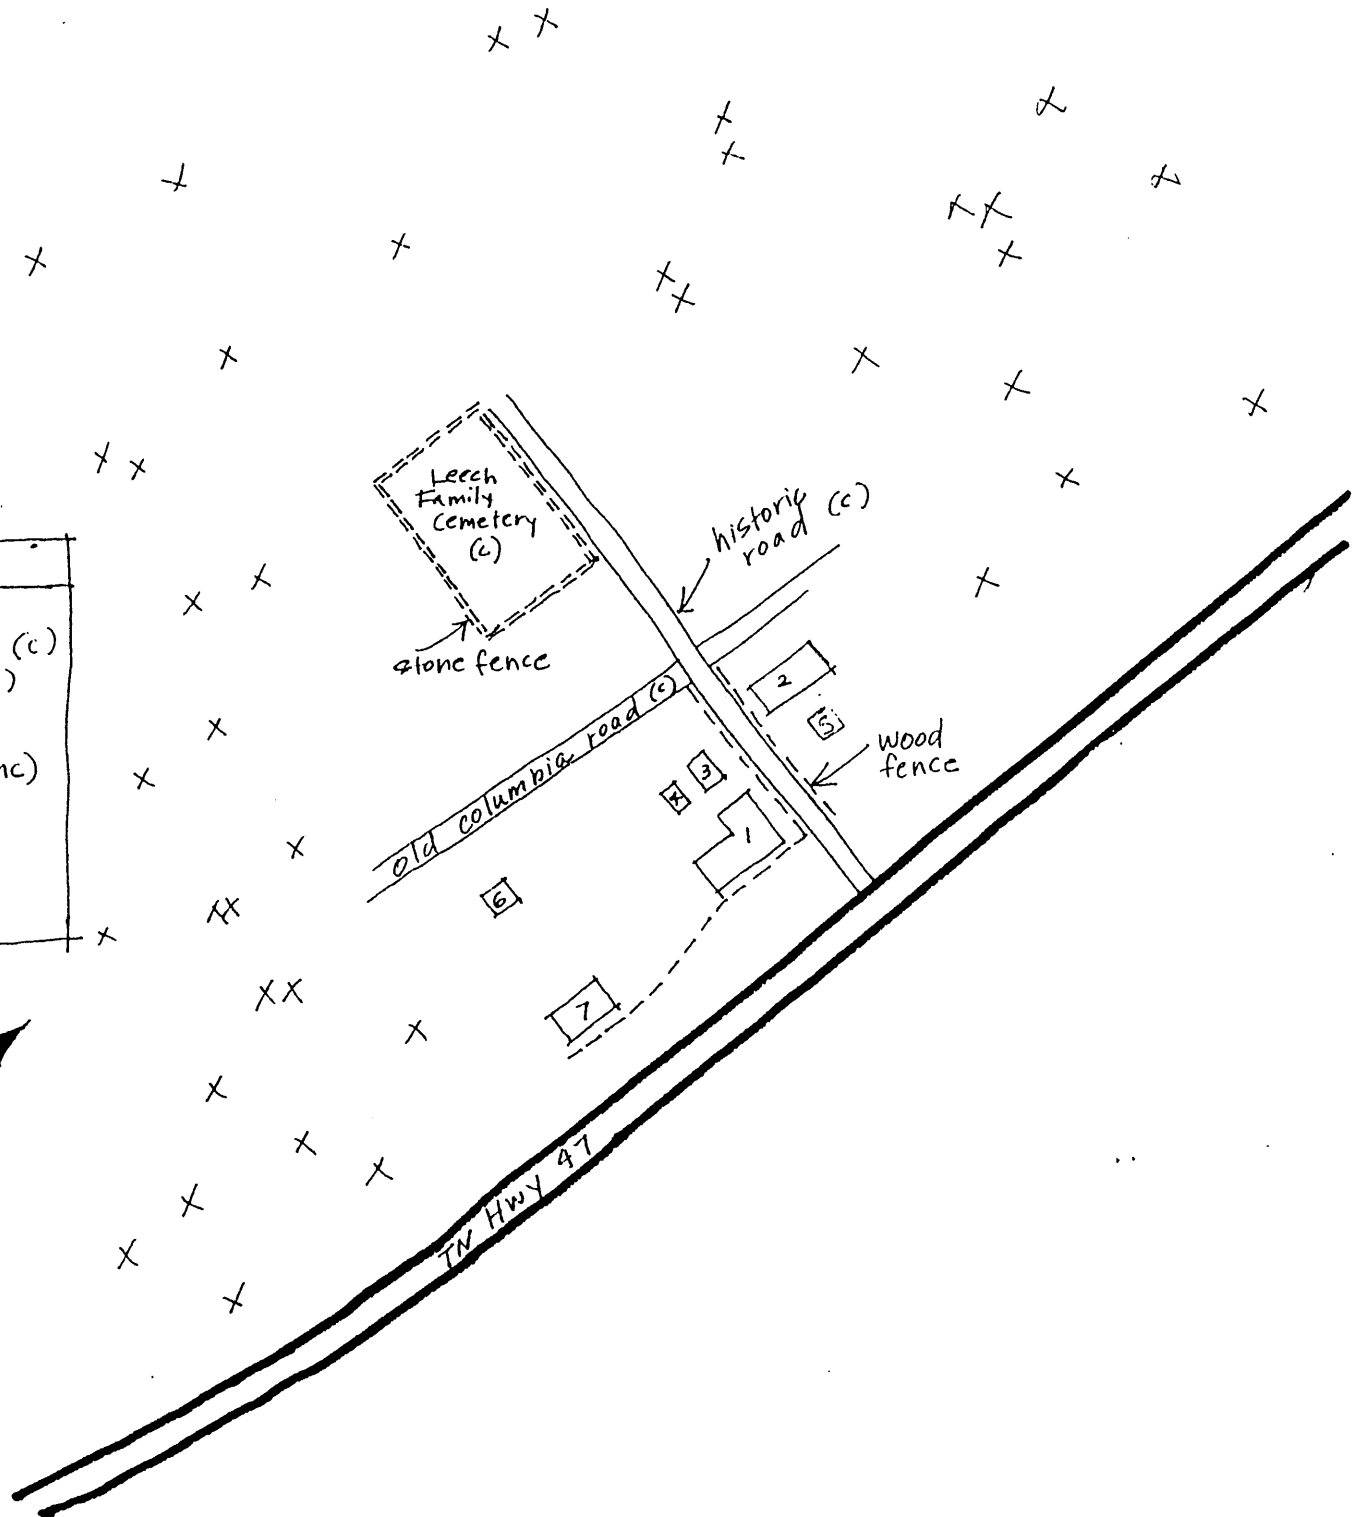 Leech
Family
Cemetery
(c)
historic
road (c)
stone fence
(c)
)
nc)
old columbia road (c)
2
5
wood
fence
3
4
1
6
7
TN HWY 47